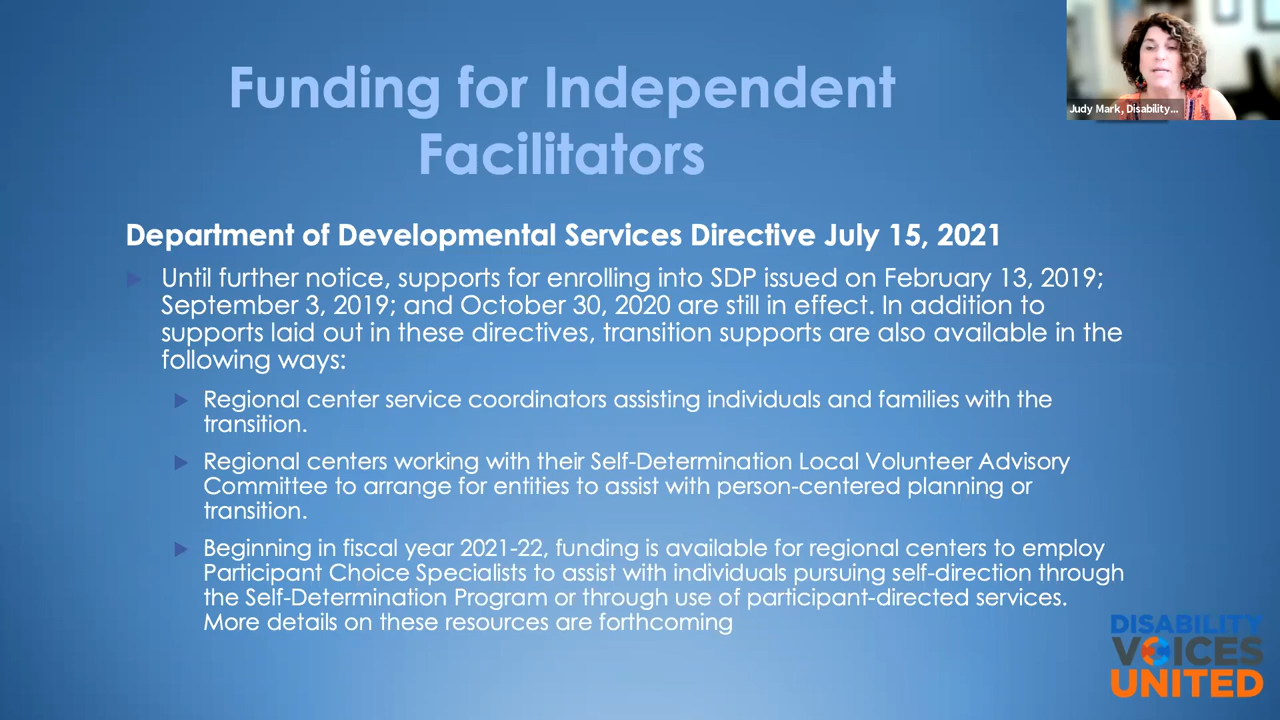 Funding for Independent
Facilitators
Judy Mark, Disability...
Department of Developmental Services Directive July 15, 2021
Until further notice, supports for enrolling into SDP issued on February 13, 2019;
September 3, 2019; and October 30, 2020 are still in effect. In addition to
supports laid out in these directives, transition supports are also available in the
following ways:
Regional center service coordinators assisting individuals and families with the
transition.
Regional centers working with their Self-Determination Local Volunteer Advisory
Committee to arrange for entities to assist with person-centered planning or
transition.
Beginning in fiscal year 2021-22, funding is available for regional centers to employ
Participant Choice Specialists to assist with individuals pursuing self-direction through
the Self-Determination Program or through use of participant-directed services.
More details on these resources are forthcoming
DISABILITY
VOICES
UNITED